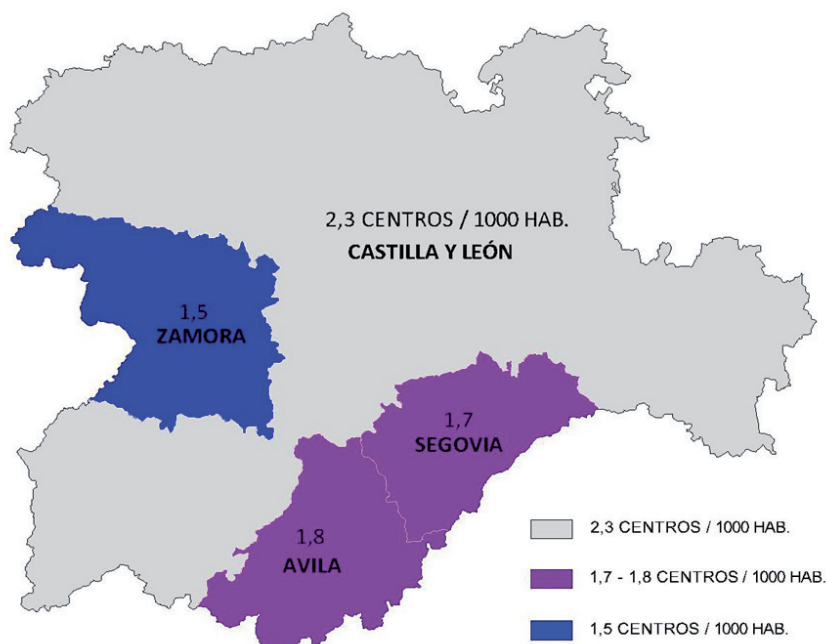 2,3 CENTROS / 1000 HAB.
CASTILLA Y LEÓN
1,5
ZAMORA
1,7
SEGOVIA
1,8
AVILA
2,3 CENTROS / 1000 HAB.
1,7 - 1,8 CENTROS / 1000 HAB.
1,5 CENTROS / 1000 HAB.